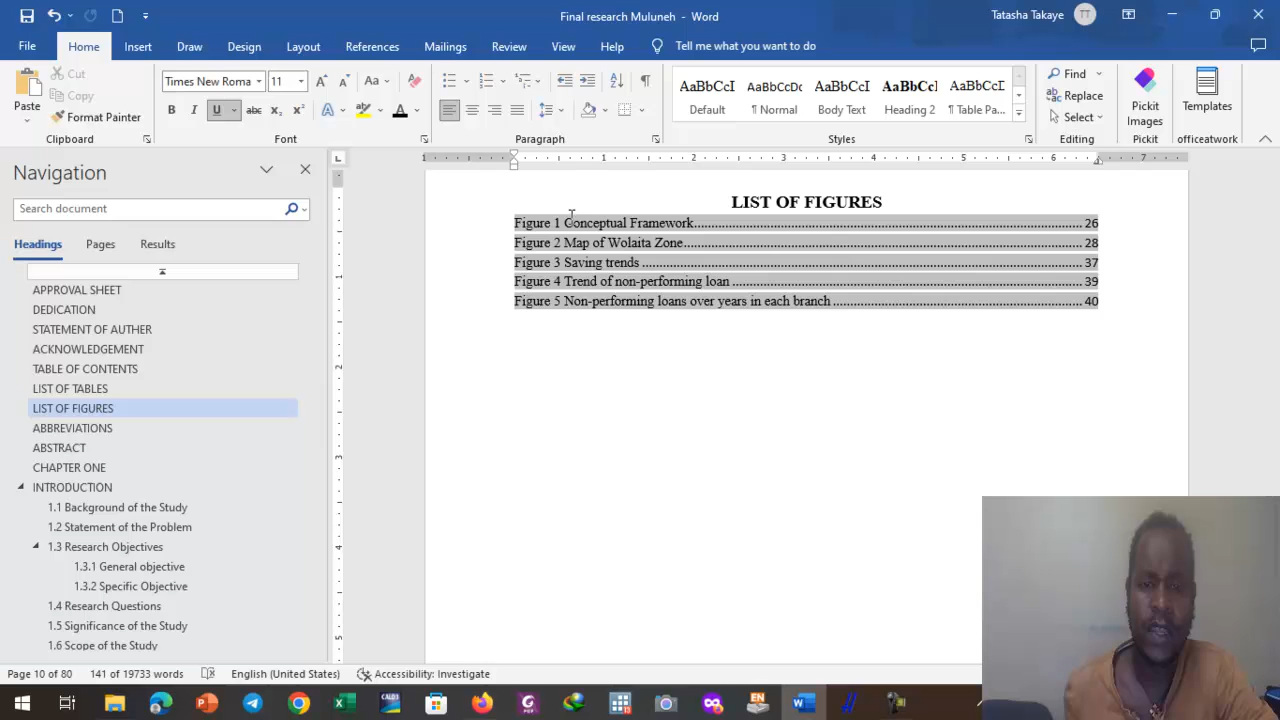 Final research Muluneh - Word
Tatasha Takaye
TT
File
Home
Insert
Draw
Design
Layout
References
Mailings
Review
View
Help
Tell me what you want to do
Paste
Cut
Copy
Format Painter
Clipboard
Times New Roma
11
Font
Paragraph
AaBbCcI
Default
AaBbCcDc
¶ Normal
AaBbCcI
Body Text
AaBbCcI
Heading 2
AaBbCcI
¶ Table Pa...
Styles
Find
Replace
Select
Editing
Pickit
Images
Pickit
Templates
officeatwork
Navigation
Search document
Headings
Pages
Results
APPROVAL SHEET
DEDICATION
STATEMENT OF AUTHER
ACKNOWLEDGEMENT
TABLE OF CONTENTS
LIST OF TABLES
LIST OF FIGURES
ABBREVIATIONS
ABSTRACT
CHAPTER ONE
INTRODUCTION
1.1 Background of the Study
1.2 Statement of the Problem
1.3 Research Objectives
1.3.1 General objective
1.3.2 Specific Objective
1.4 Research Questions
1.5 Significance of the Study
1.6 Scope of the Study
LIST OF FIGURES
Figure 1 Conceptual Framework 26
Figure 2 Map of Wolaita Zone 28
Figure 3 Saving trends 37
Figure 4 Trend of non-performing loan 39
Figure 5 Non-performing loans over years in each branch 40
Page 10 of 80
141 of 19733 words
English (United States)
Accessibility: Investigate
EN